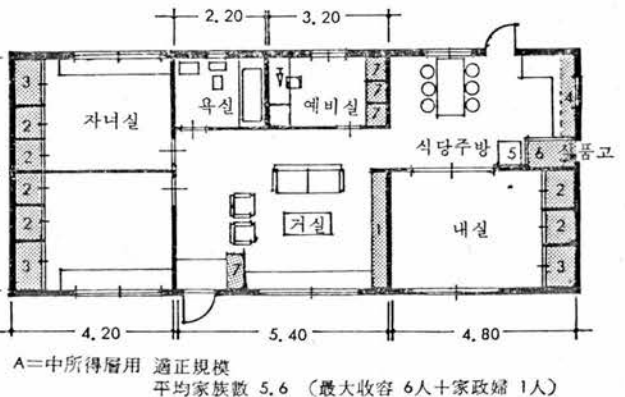 2.20 3.20
3 자녀실 욕실 예비실 7 4
2 7
2 7 식당주방 5 6 식품고
2 2
2 거실 1 내실 2
3 7 3
4.20 5.40 4.80
A=中所得層用 適正規模
平均家族數 5.6 (最大收容 6人十家政婦 1人)